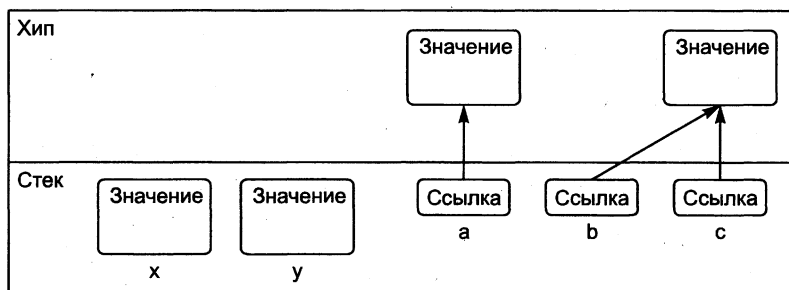 Хип
Значение
Значение
Стек
Значение
Значение
Ссылка
Ссылка
Ссылка
x
y
a
b
c